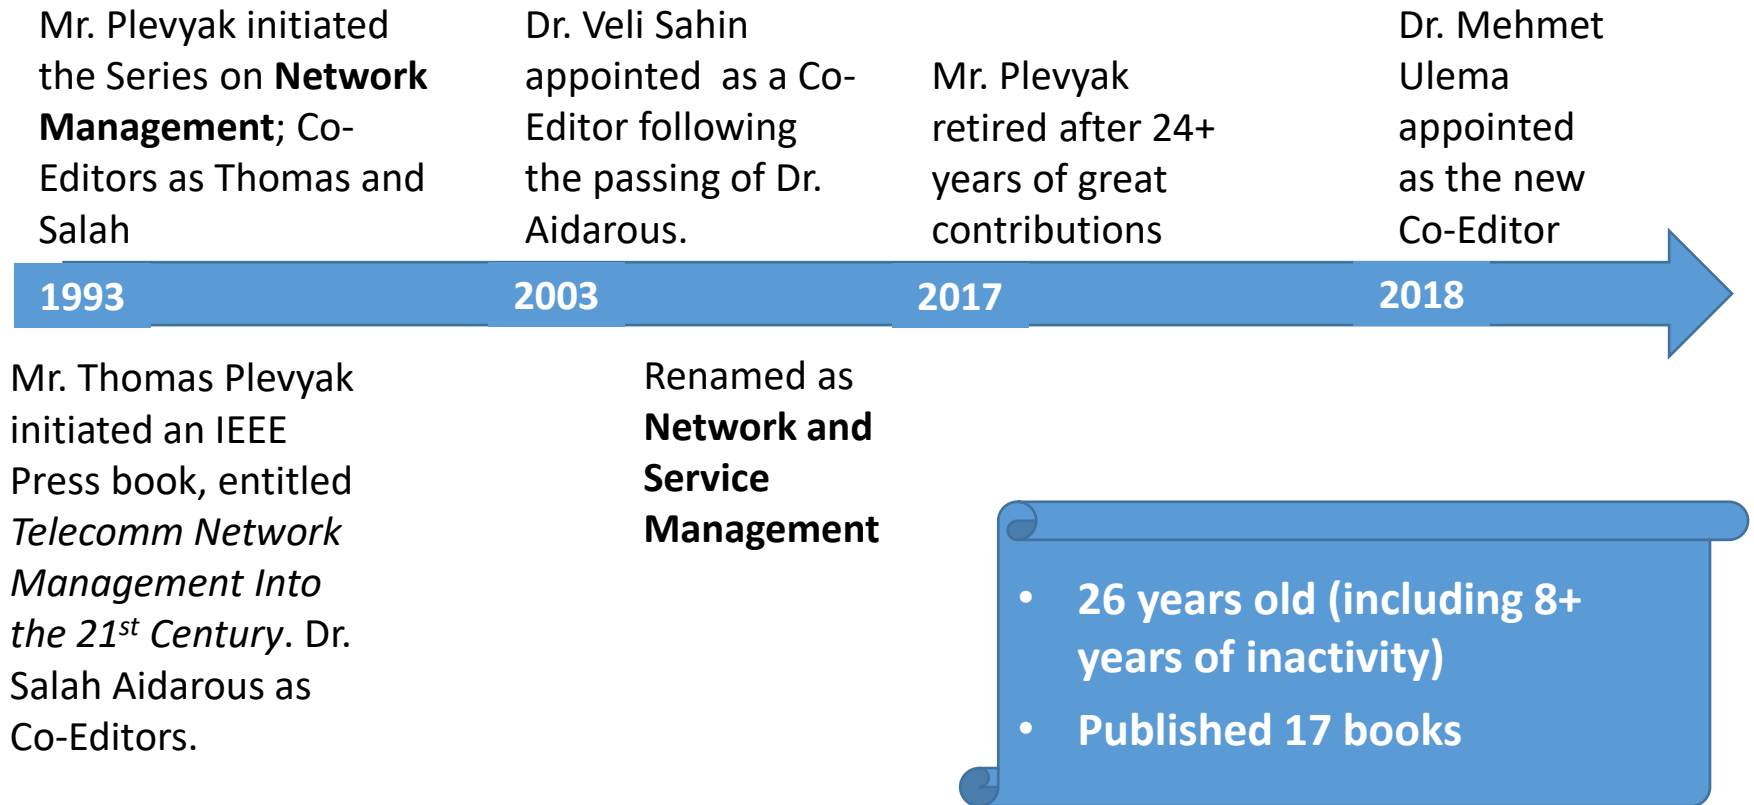 Mr. Plevyak initiated
the Series on Network
Management; Co-
Editors as Thomas and
Salah
Dr. Veli Sahin
appointed  as a Co-
Editor following
the passing of Dr.
Aidarous.
Mr. Plevyak
retired after 24+
years of great
contributions
Dr. Mehmet
Ulema
appointed
as the new
Co-Editor
1993
2003
2017
2018
Mr. Thomas Plevyak
initiated an IEEE
Press book, entitled
Telecomm Network
Management Into
the 21st Century. Dr.
Salah Aidarous as
Co-Editors.
Renamed as
Network and
Service
Management
• 26 years old (including 8+
years of inactivity)
• Published 17 books